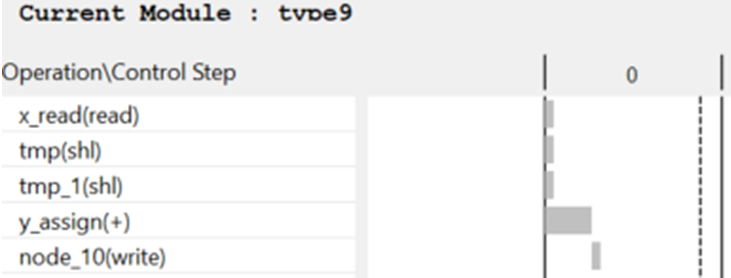 Current Module : type9
Operation\Control Step
0
x_read(read)
tmp(shl)
tmp_1(shl)
y_assign(+)
node_10(write)